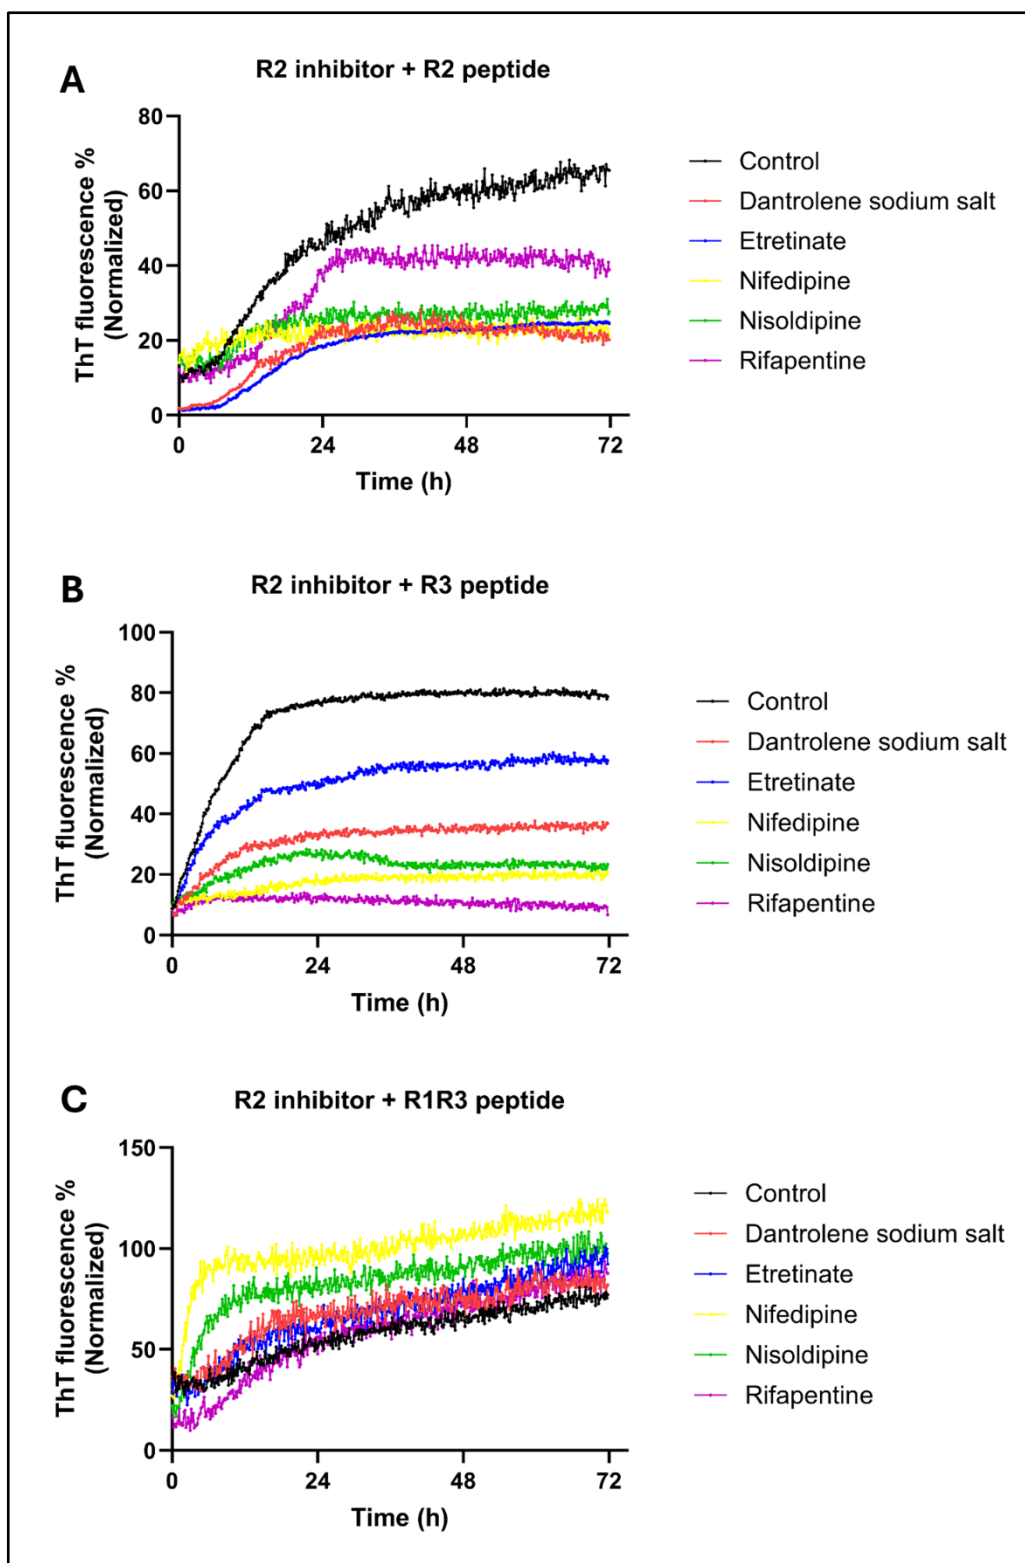 A
R2 inhibitor + R2 peptide
ThT fluorescence %
(Normalized)
80
60
40
20
0
0 24 48 72
Time (h)
Control
Dantrolene sodium salt
Etretinate
Nifedipine
Nisoldipine
Rifapentine
B
R2 inhibitor + R3 peptide
ThT fluorescence %
(Normalized)
100
80
60
40
20
0
0 24 48 72
Time (h)
Control
Dantrolene sodium salt
Etretinate
Nifedipine
Nisoldipine
Rifapentine
C
R2 inhibitor + R1R3 peptide
ThT fluorescence %
(Normalized)
150
100
50
0
0 24 48 72
Time (h)
Control
Dantrolene sodium salt
Etretinate
Nifedipine
Nisoldipine
Rifapentine